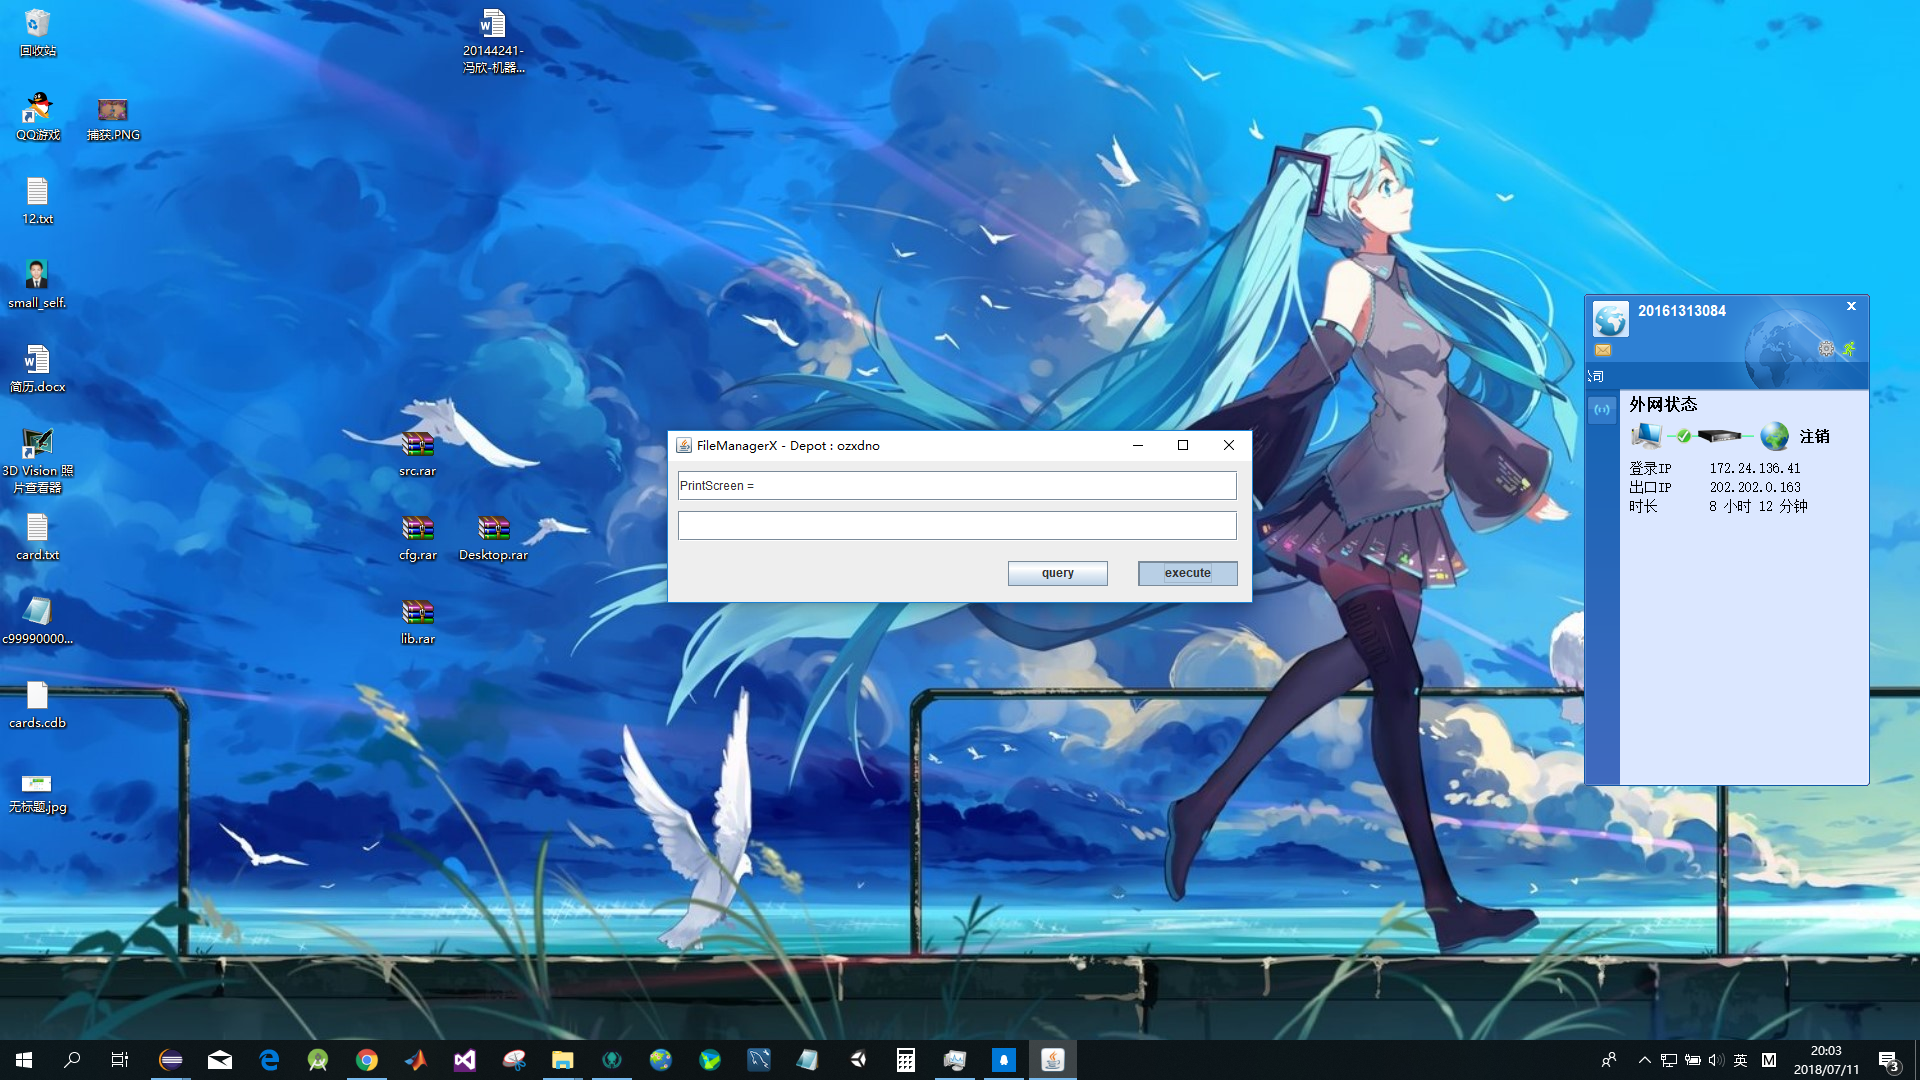 回收站
20144241-
冯欣-机器...
QQ游戏
捕获.PNG
12.txt
small_self.
简历.docx
3D Vision 照
片查看器
src.rar
card.txt
cfg.rar
Desktop.rar
c99990000...
lib.rar
cards.cdb
无标题.jpg
FileManagerX - Depot : ozxdno
PrintScreen =
query
execute
20161313084
公司
外网状态
注销
登录IP 172.24.136.41
出口IP 202.202.0.163
时长 8 小时 12 分钟
英
M
20:03
2018/07/11
3